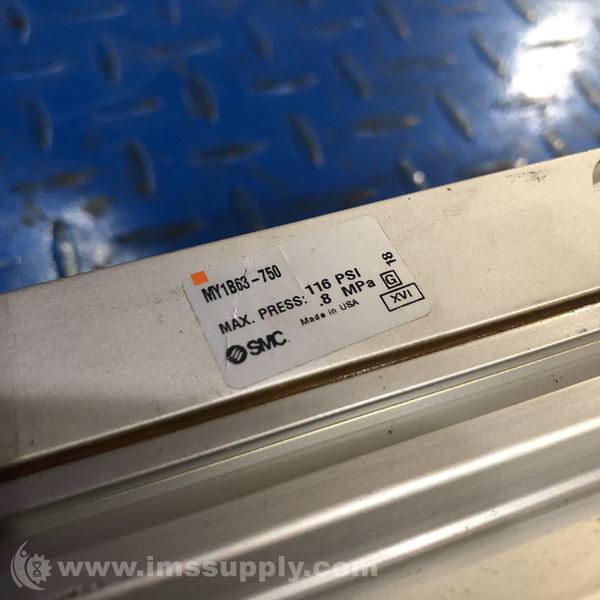 MY1B63-750
MAX. PRESS: 116 PSI
.8 MPa
Made in USA
SMC
18
G
XVI
www.imssupply.com